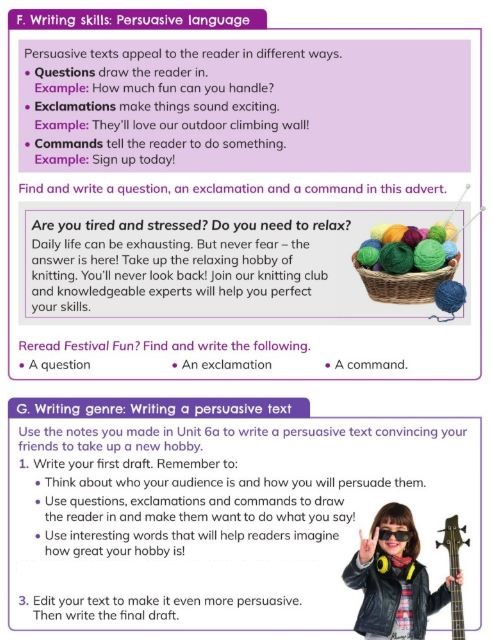 F. Writing skills: Persuasive language
Persuasive texts appeal to the reader in different ways.
• Questions draw the reader in.
Example: How much fun can you handle?
• Exclamations make things sound exciting.
Example: They'll love our outdoor climbing wall!
• Commands tell the reader to do something.
Example: Sign up today!
Find and write a question, an exclamation and a command in this advert.
Are you tired and stressed? Do you need to relax?
Daily life can be exhausting. But never fear – the
answer is here! Take up the relaxing hobby of
knitting. You'll never look back! Join our knitting club
and knowledgeable experts will help you perfect
your skills.
Reread Festival Fun? Find and write the following.
• A question • An exclamation • A command.
G. Writing genre: Writing a persuasive text
Use the notes you made in Unit 6a to write a persuasive text convincing your
friends to take up a new hobby.
1. Write your first draft. Remember to:
• Think about who your audience is and how you will persuade them.
• Use questions, exclamations and commands to draw
the reader in and make them want to do what you say!
• Use interesting words that will help readers imagine
how great your hobby is!
3. Edit your text to make it even more persuasive.
Then write the final draft.